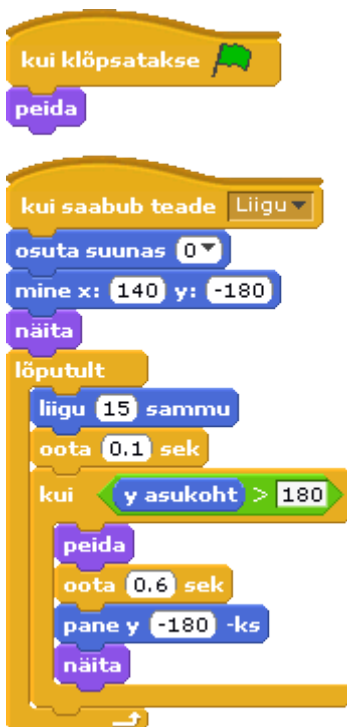 kui klõpsatakse
peida
kui saabub teade Liigu
osuta suunas 0
mine x: 140 y: -180
näita
lõputult
liigu 15 sammu
oota 0.1 sek
kui y asukoht > 180
peida
oota 0.6 sek
pane y -180 -ks
näita